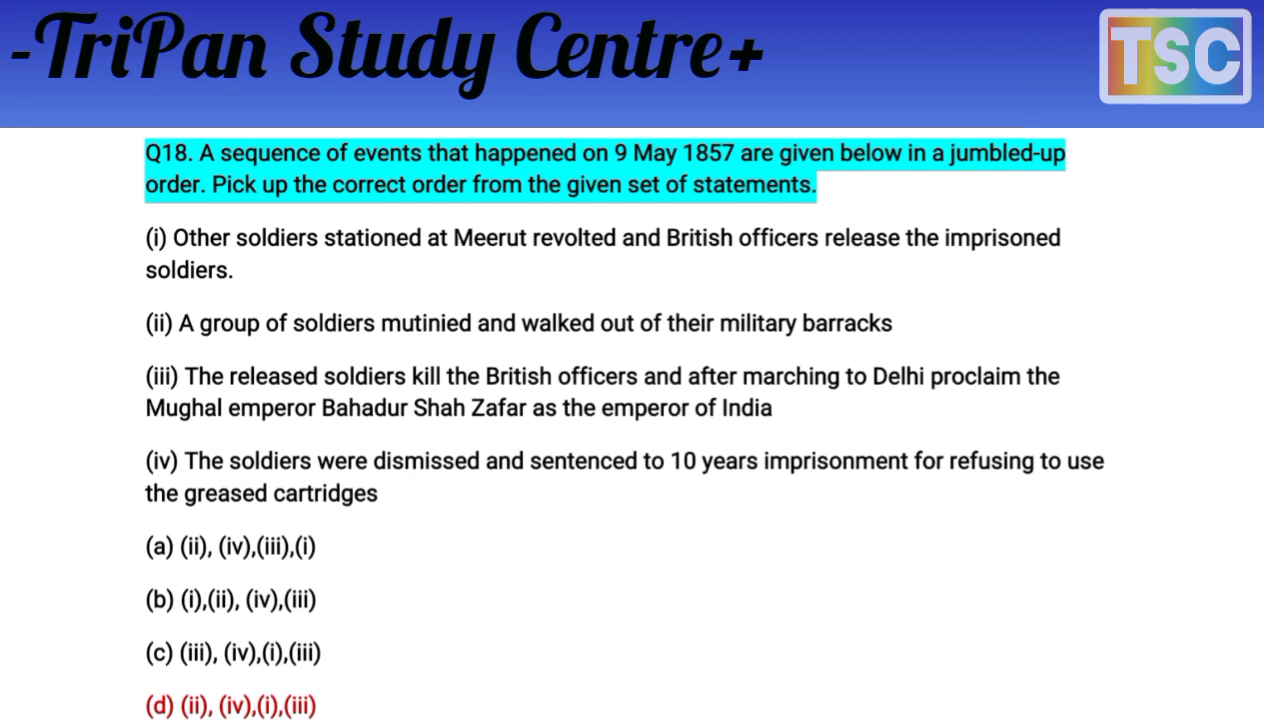 -TriPan Study Centre+
TSC
Q18. A sequence of events that happened on 9 May 1857 are given below in a jumbled-up
order. Pick up the correct order from the given set of statements.
(i) Other soldiers stationed at Meerut revolted and British officers release the imprisoned
soldiers.
(ii) A group of soldiers mutinied and walked out of their military barracks
(iii) The released soldiers kill the British officers and after marching to Delhi proclaim the
Mughal emperor Bahadur Shah Zafar as the emperor of India
(iv) The soldiers were dismissed and sentenced to 10 years imprisonment for refusing to use
the greased cartridges
(a) (ii), (iv),(iii),(i)
(b) (i),(ii), (iv),(iii)
(c) (iii), (iv),(i),(iii)
(d) (ii), (iv),(i),(iii)